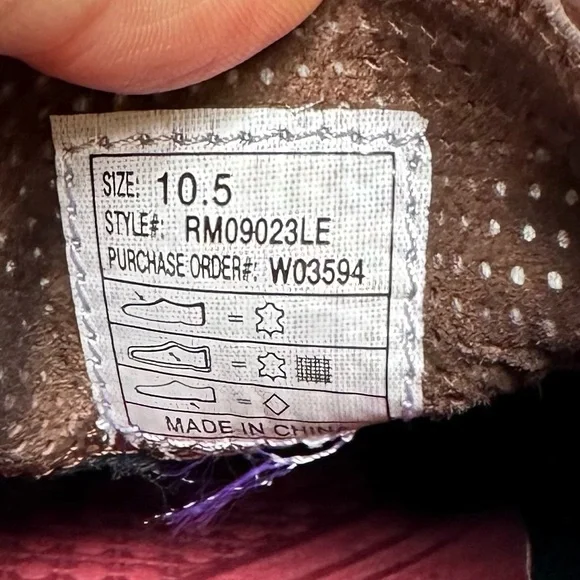 SIZE: 10.5
STYLE#: RM09023LE
PURCHASE ORDER#: W03594
MADE IN CHINA